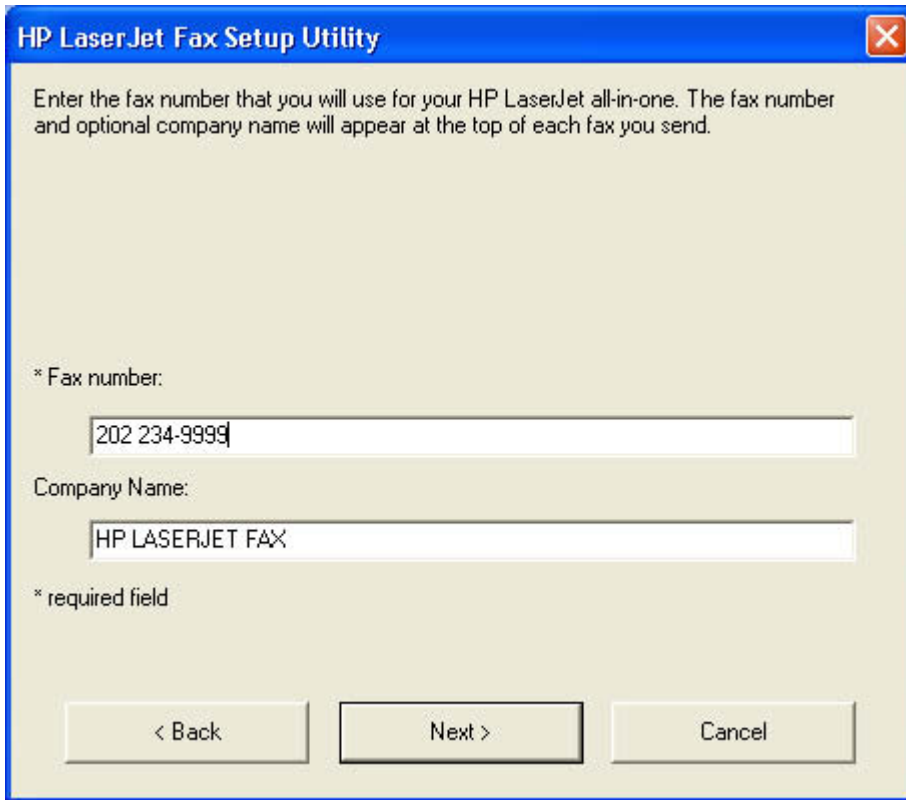 HP LaserJet Fax Setup Utility
Enter the fax number that you will use for your HP LaserJet all-in-one. The fax number
and optional company name will appear at the top of each fax you send.
* Fax number:
202 234-9999
Company Name:
HP LASERJET FAX
* required field
< Back Next > Cancel